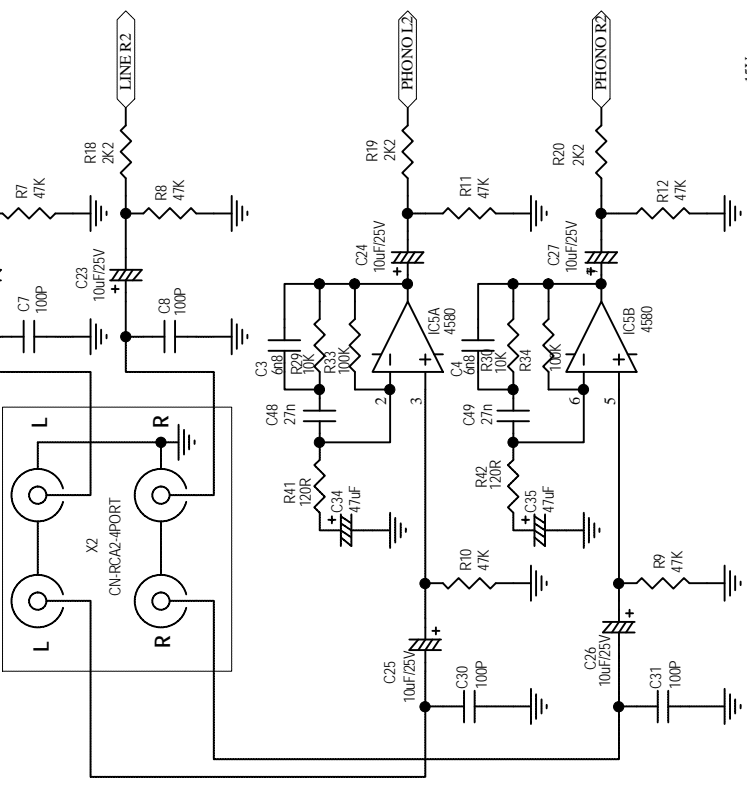 LINE R2
PHONO L2
PHONO R2
R18
2K2
R19
2K2
R20
2K2
R7
47K
R8
47K
R11
47K
R12
47K
C23
10uF/25V
+
C24
10uF/25V
+
C27
10uF/25V
+
C7
100P
C8
100P
C3
6n8
R29
10K
R33
100K
IC5A
4580
C4
6n8
R30
10K
R34
100K
IC5B
4580
2
3
6
5
C48
27n
C49
27n
L
R
X2
CN-RCA2-4PORT
L
R
R41
120R
+
C34
47uF
R42
120R
+
C35
47uF
R10
47K
R9
47K
C25
10uF/25V
+
C26
10uF/25V
+
C30
100P
C31
100P